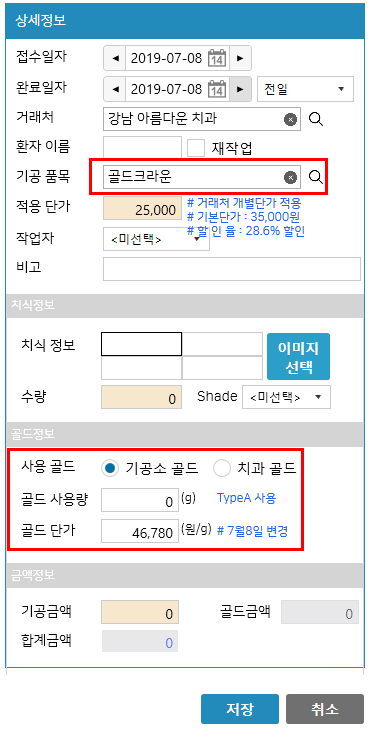 상세정보
접수일자 2019-07-08 14
완료일자 2019-07-08 14 전일
거래처 강남 아름다운 치과
환자 이름 재작업
기공 품목 골드크라운
적용 단가 25,000 # 거래처 개별단가 적용
# 기본단가 : 35,000원
작업자 <미선택> # 할 인 율 : 28.6% 할인
비고
치식정보
치식 정보 이미지
선택
수량 0 Shade <미선택>
골드정보
사용 골드 기공소 골드 치과 골드
골드 사용량 0 (g) TypeA 사용
골드 단가 46,780 (원/g) # 7월8일 변경
금액정보
기공금액 0 골드금액 0
합계금액 0
저장 취소